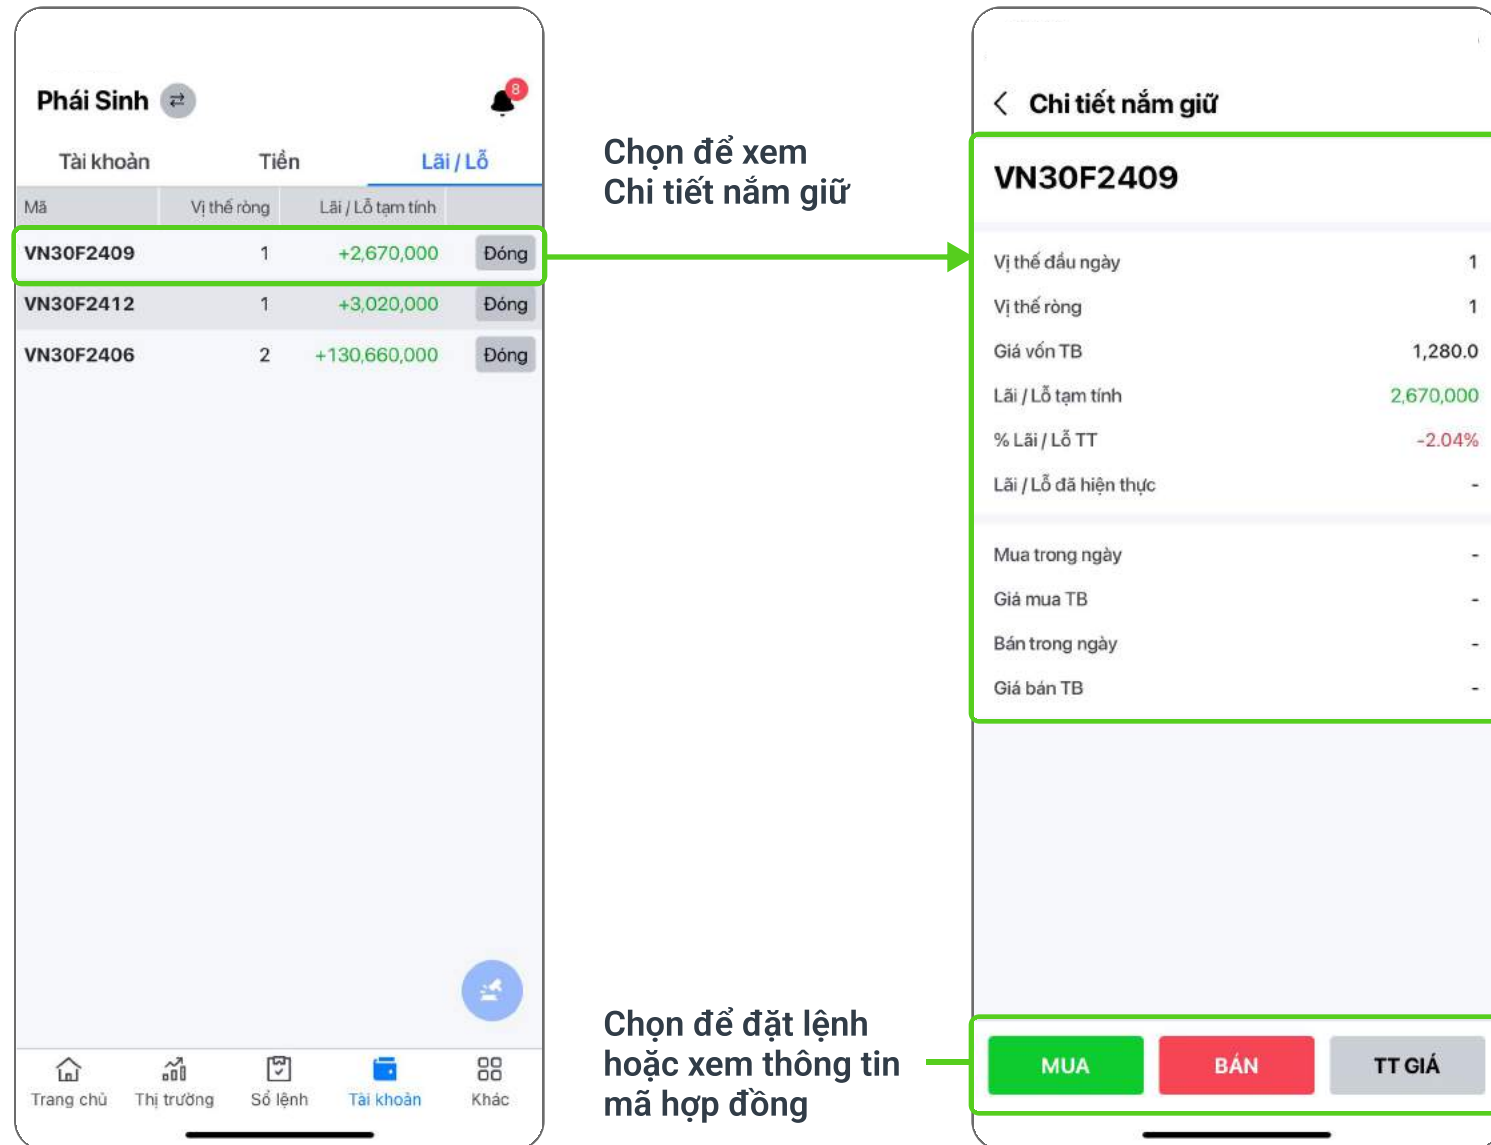 Phái Sinh
8
Tài khoản Tiền Lãi / Lỗ
Mã Vị thế ròng Lãi / Lỗ tạm tính
VN30F2409 1 +2,670,000 Đóng
VN30F2412 1 +3,020,000 Đóng
VN30F2406 2 +130,660,000 Đóng
Trang chủ Thị trường Sổ lệnh Tài khoản Khác
Chọn để xem
Chi tiết nắm giữ
Chọn để đặt lệnh
hoặc xem thông tin
mã hợp đồng
Chi tiết nắm giữ
VN30F2409
Vị thế đầu ngày 1
Vị thế ròng 1
Giá vốn TB 1,280.0
Lãi / Lỗ tạm tính 2,670,000
% Lãi / Lỗ TT -2.04%
Lãi / Lỗ đã hiện thực -
Mua trong ngày -
Giá mua TB -
Bán trong ngày -
Giá bán TB -
MUA BÁN TT GIÁ